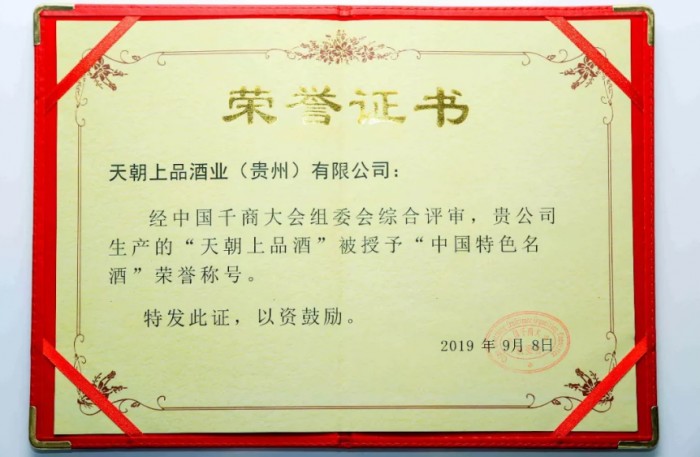 荣誉证书
天朝上品酒业（贵州）有限公司：
经中国千商大会组委会综合评审，贵公司
生产的“天朝上品酒”被授予“中国特色名
酒”荣誉称号。
特发此证，以资鼓励。
2019 年 9月 8日